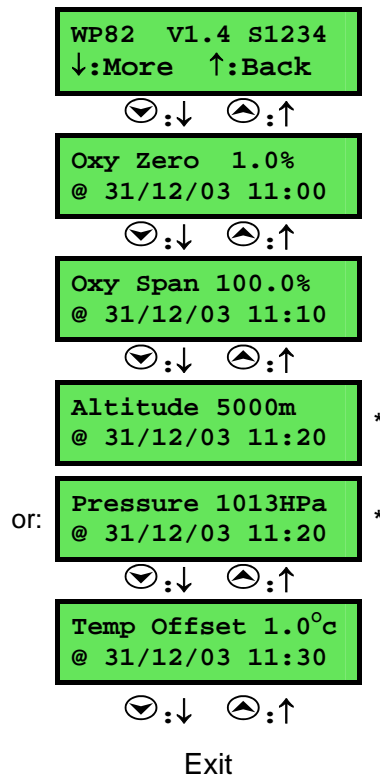 WP82 V1.4 S1234
↓:More ↑:Back
:↓ :↑
Oxy Zero 1.0%
@ 31/12/03 11:00
:↓ :↑
Oxy Span 100.0%
@ 31/12/03 11:10
:↓ :↑
Altitude 5000m *
@ 31/12/03 11:20
or: Pressure 1013HPa *
@ 31/12/03 11:20
:↓ :↑
Temp Offset 1.0°c
@ 31/12/03 11:30
:↓ :↑
Exit